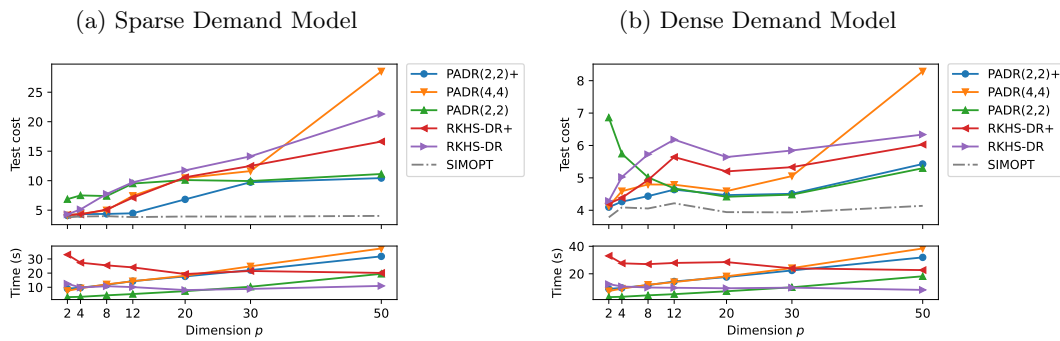 (a) Sparse Demand Model
Test cost
25
20
15
10
5
PADR(2,2)+
PADR(4,4)
PADR(2,2)
RKHS-DR+
RKHS-DR
SIMOPT
Time (s)
30
20
10
2 4 8 12 20 30 50
Dimension p
(b) Dense Demand Model
Test cost
8
7
6
5
4
PADR(2,2)+
PADR(4,4)
PADR(2,2)
RKHS-DR+
RKHS-DR
SIMOPT
Time (s)
40
20
2 4 8 12 20 30 50
Dimension p